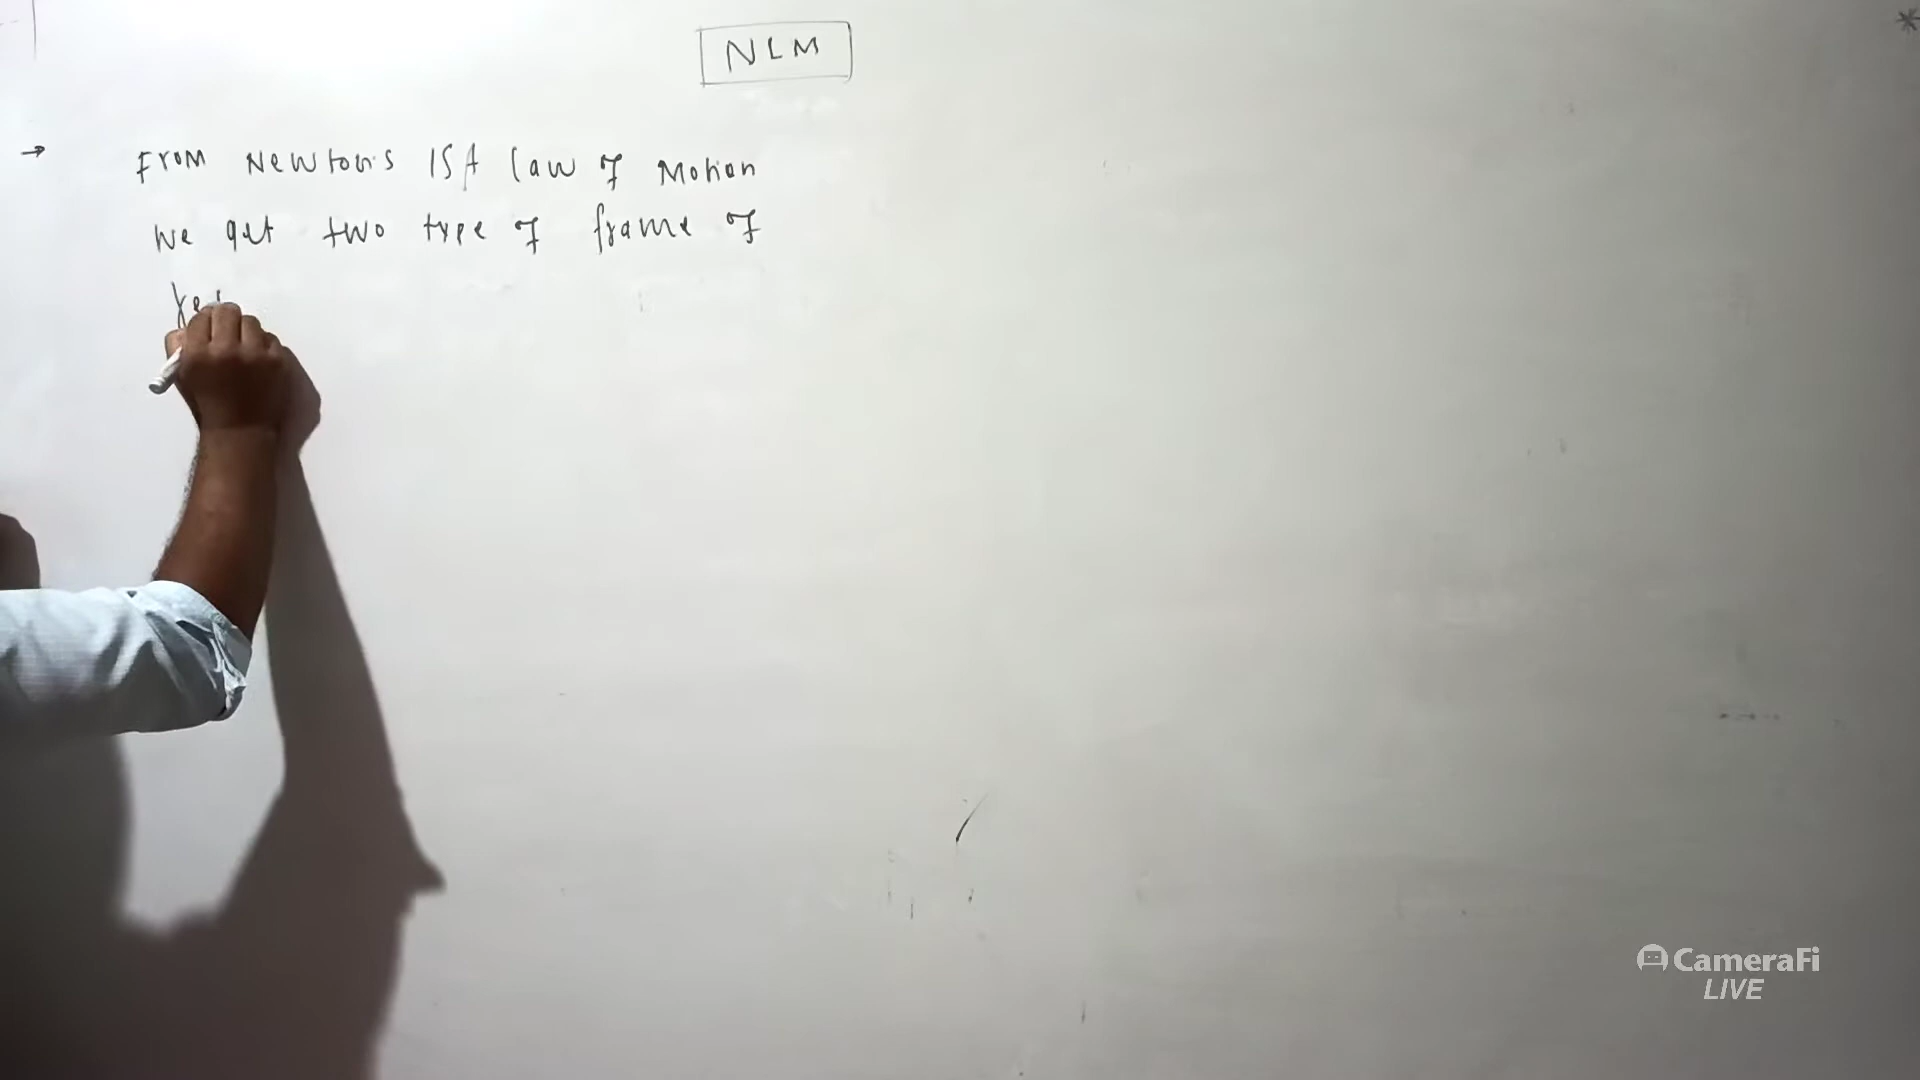 NLM
→ From Newton's 1st law of Motion
we get two type of frame of
CameraFi
LIVE